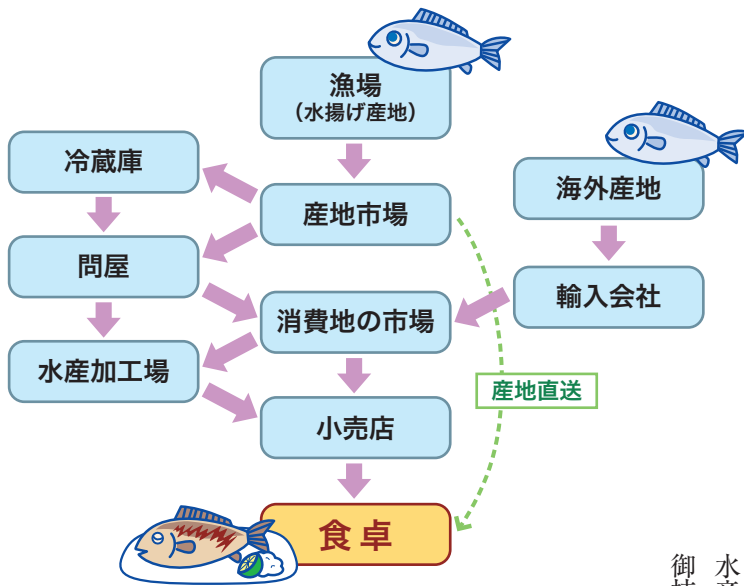 漁場
（水揚げ産地）
冷蔵庫
産地市場
海外産地
問屋
輸入会社
消費地の市場
水産加工場
産地直送
小売店
食卓
水
御